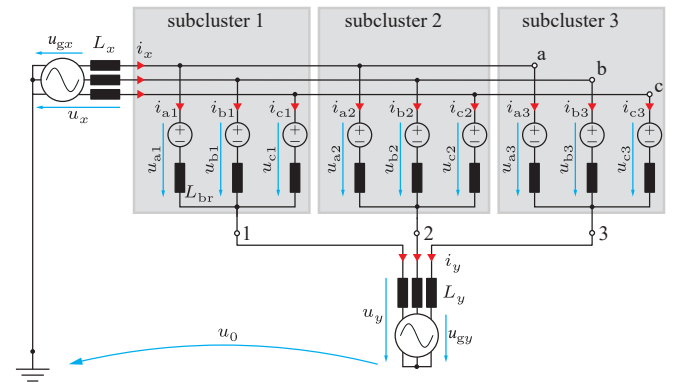 subcluster 1 subcluster 2 subcluster 3
u_gx L_x i_x a
b
c
u_x i_a1 i_b1 i_c1 i_a2 i_b2 i_c2 i_a3 i_b3 i_c3
u_a1 u_b1 u_c1 u_a2 u_b2 u_c2 u_a3 u_b3 u_c3
L_br
1 2 3
i_y
L_y
u_y
u_0 u_gy